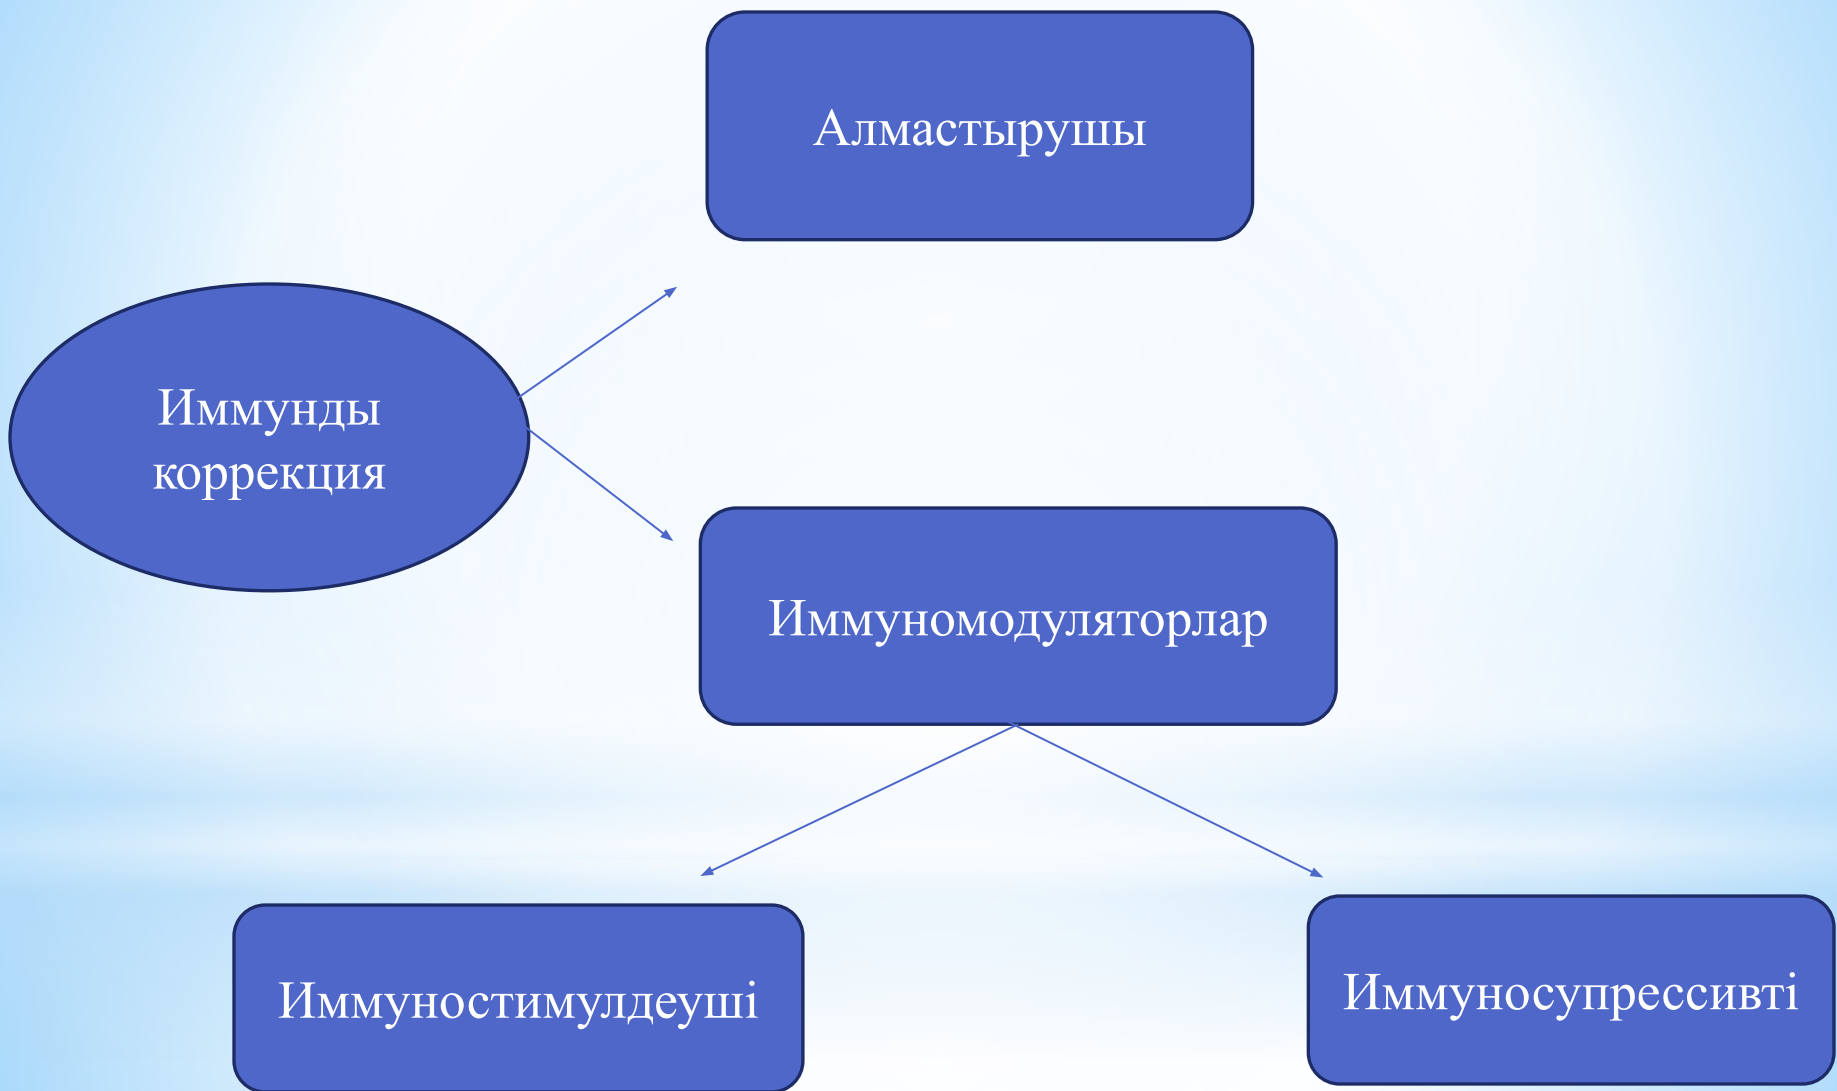 Алмастырушы
Иммунды
коррекция
Иммуномодуляторлар
Иммуностимулдеуші
Иммуносупрессивті